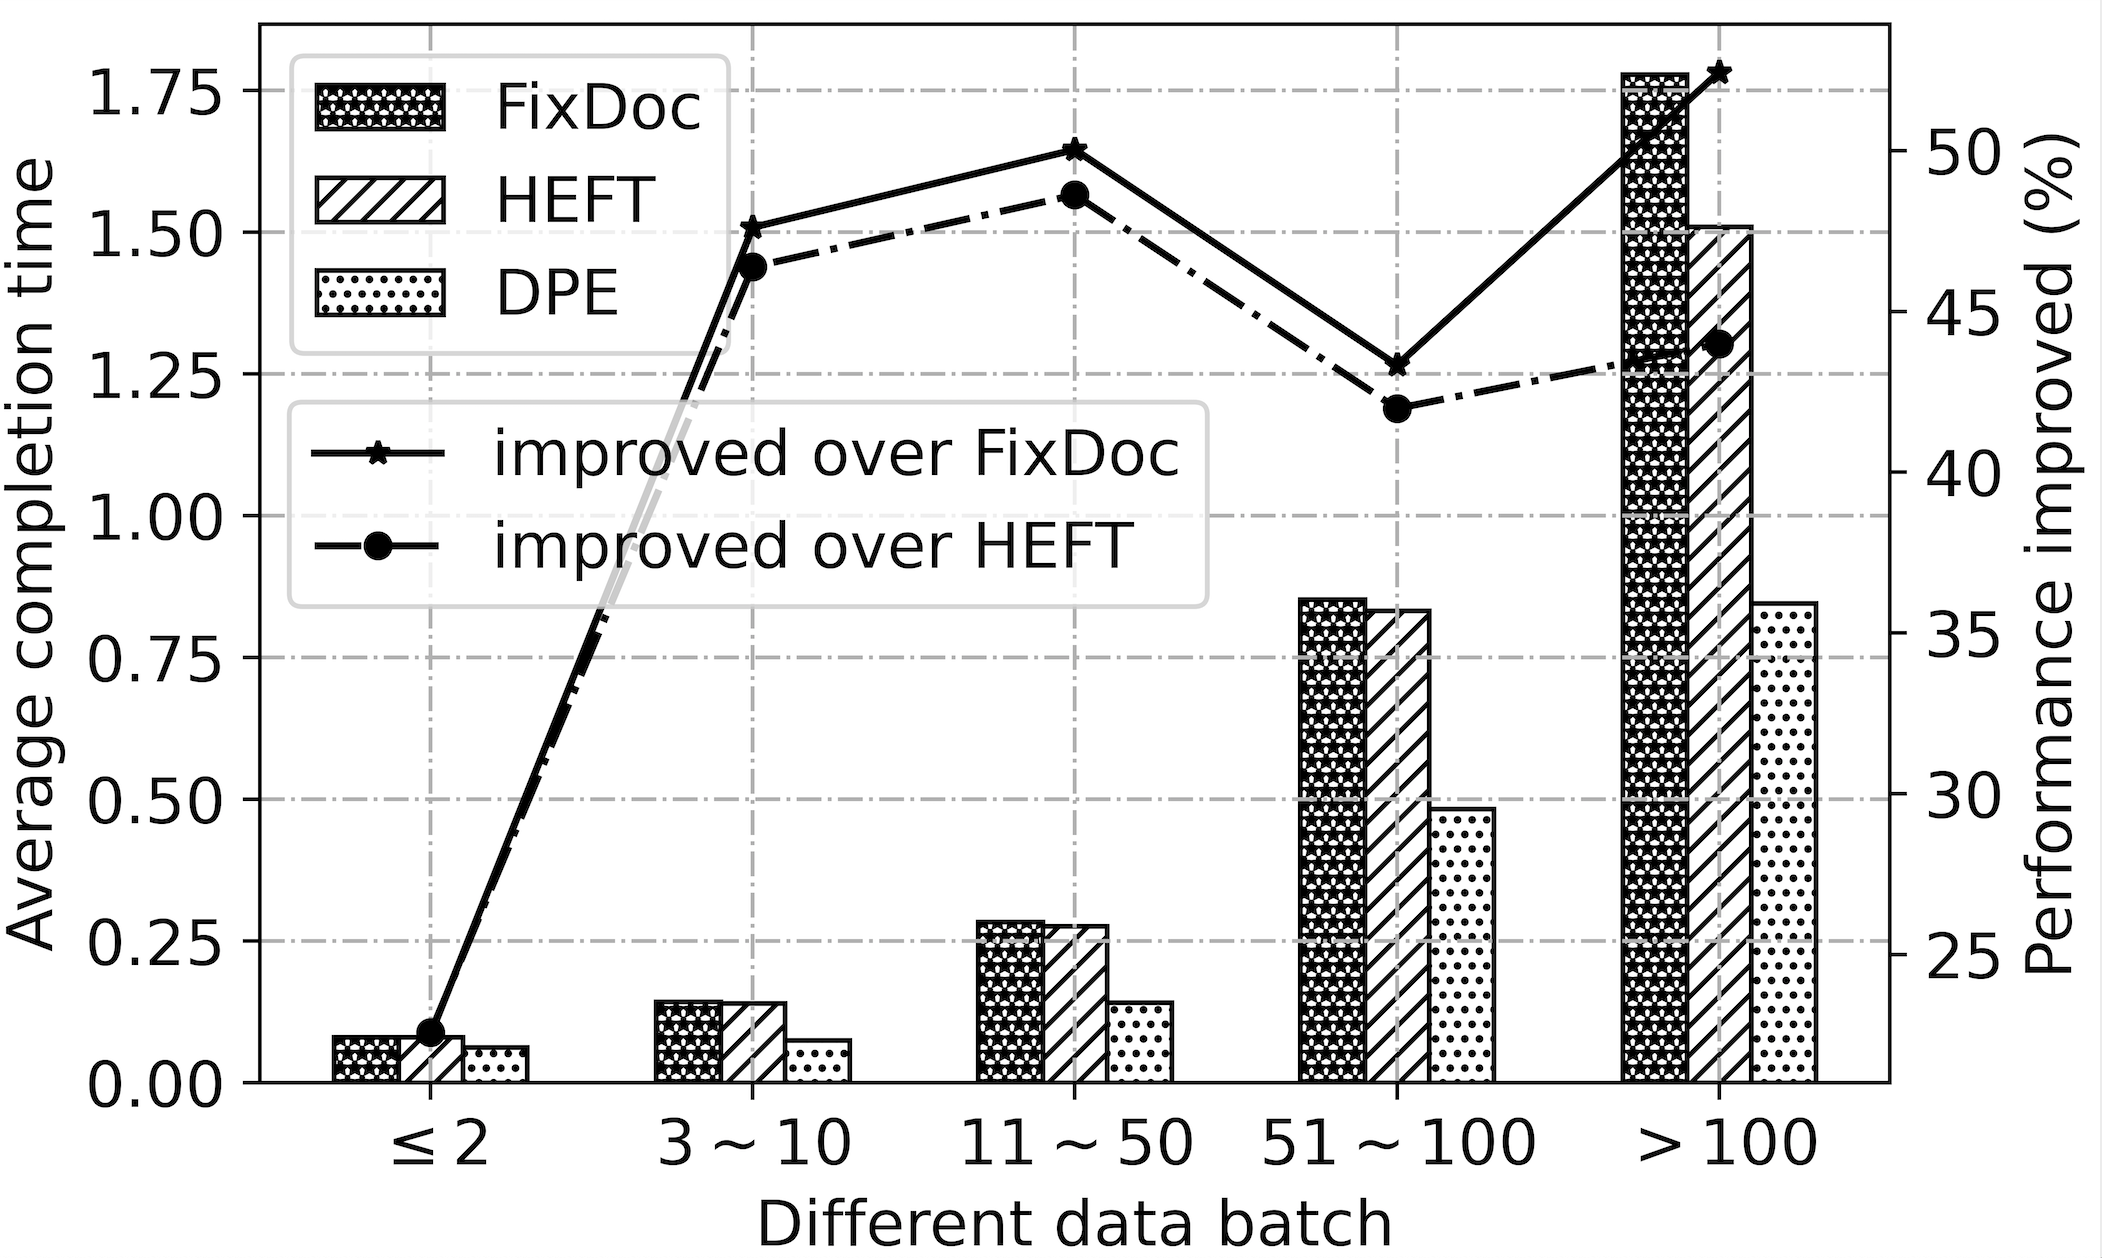 Average completion time
1.75
1.50
1.25
1.00
0.75
0.50
0.25
0.00
FixDoc
HEFT
DPE
improved over FixDoc
improved over HEFT
50
45
40
35
30
25
Performance improved (%)
≤2 3~10 11~50 51~100 >100
Different data batch